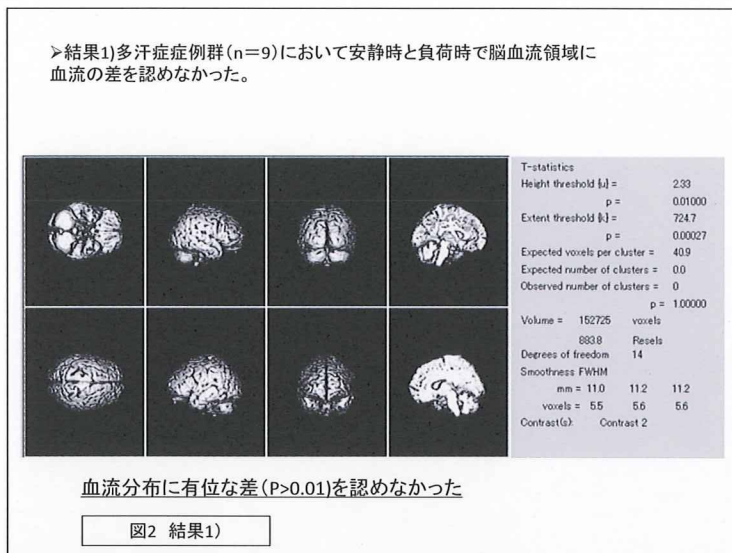 ➢結果1)多汗症症例群(n＝9)において安静時と負荷時で脳血流領域に
血流の差を認めなかった。
T-statistics
Height threshold {u} = 2.33
p = 0.01000
Extent threshold {k} = 724.7
p = 0.00027
Expected voxels per cluster = 40.9
Expected number of clusters = 0.0
Observed number of clusters = 0
p = 1.00000
Volume = 152725 voxels
883.8 Resels
Degrees of freedom 14
Smoothness FWHM
mm = 11.0 11.2 11.2
voxels = 5.5 5.6 5.6
Contrast(s): Contrast 2
血流分布に有位な差(P>0.01)を認めなかった
図2 結果1)